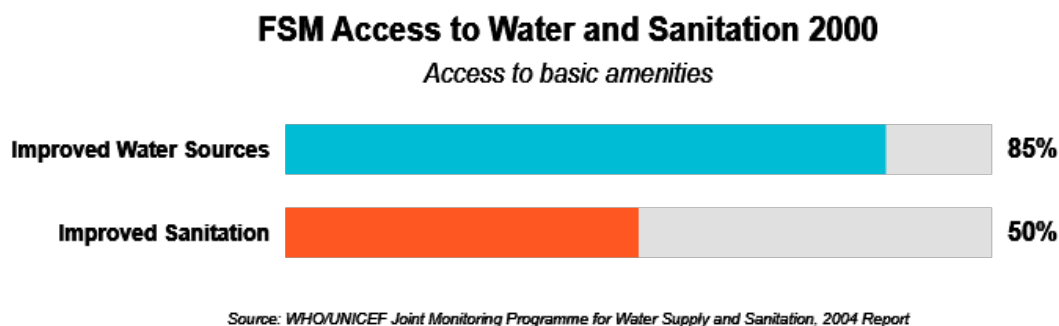 FSM Access to Water and Sanitation 2000
Access to basic amenities
Improved Water Sources 85%
Improved Sanitation 50%
Source: WHO/UNICEF Joint Monitoring Programme for Water Supply and Sanitation, 2004 Report